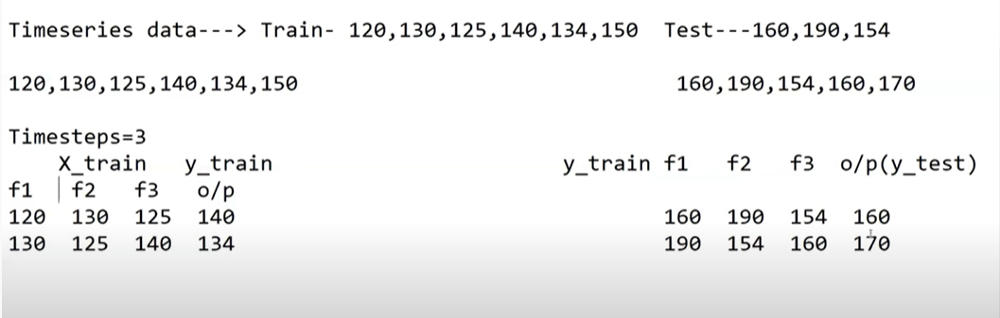 Timeseries data---> Train- 120,130,125,140,134,150  Test---160,190,154
120,130,125,140,134,150  160,190,154,160,170
Timesteps=3
X_train  y_train  y_train f1  f2  f3  o/p(y_test)
f1  f2  f3  o/p
120  130  125  140  160  190  154  160
130  125  140  134  190  154  160  170